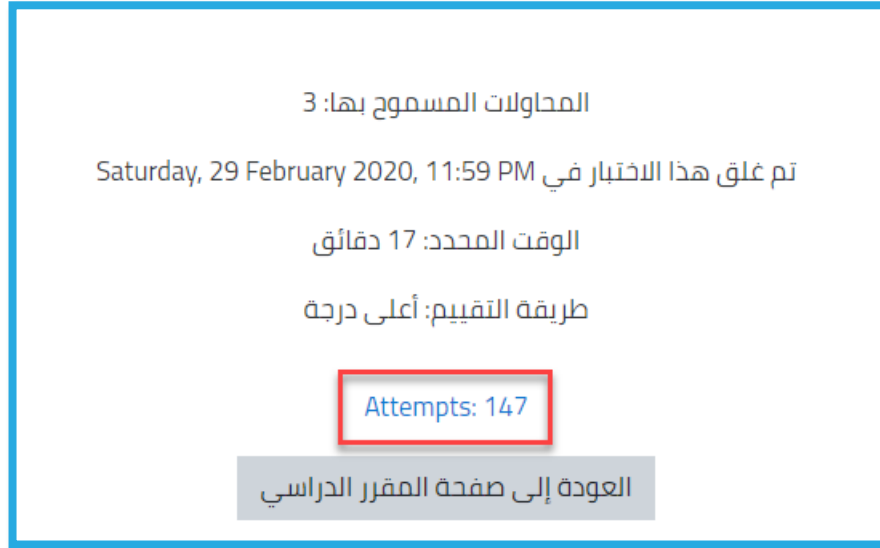 المحاولات المسموح بها: 3
تم غلق هذا الاختبار في Saturday, 29 February 2020, 11:59 PM
الوقت المحدد: 17 دقائق
طريقة التقييم: أعلى درجة
Attempts: 147
العودة إلى صفحة المقرر الدراسي